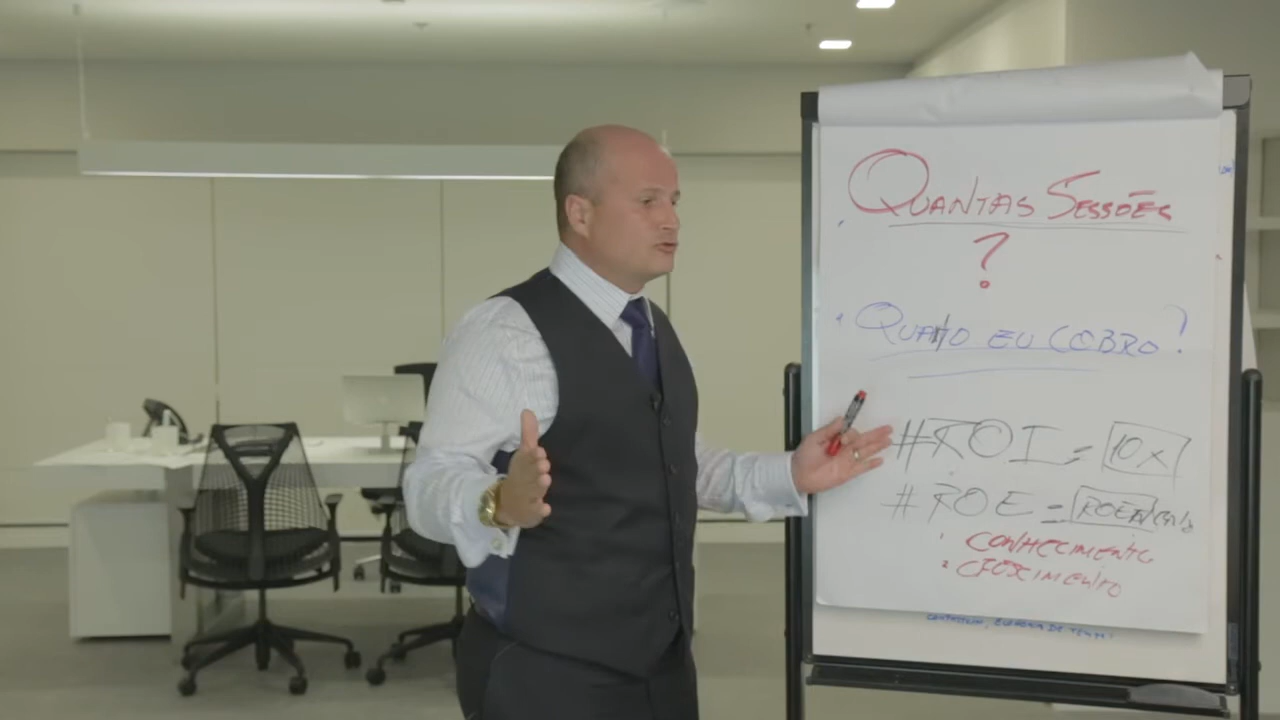 QUANTAS SESSÕES
?
QUANTO EU COBRO?
#ROI = 10x
#ROE =
CONHECIMENTO
CRESCIMENTO